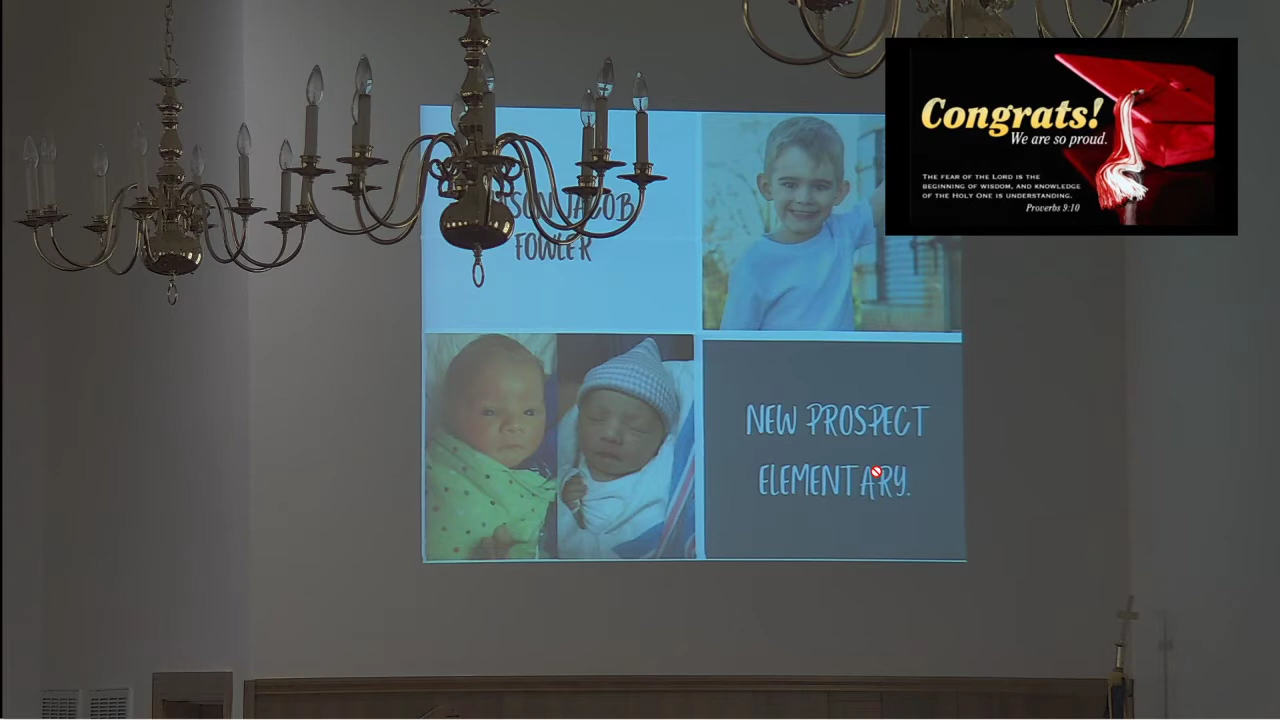 JACOB
FOWLER
NEW PROSPECT
ELEMENTARY.
Congrats!
We are so proud.
THE FEAR OF THE LORD IS THE
BEGINNING OF WISDOM, AND KNOWLEDGE
OF THE HOLY ONE IS UNDERSTANDING.
Proverbs 9:10